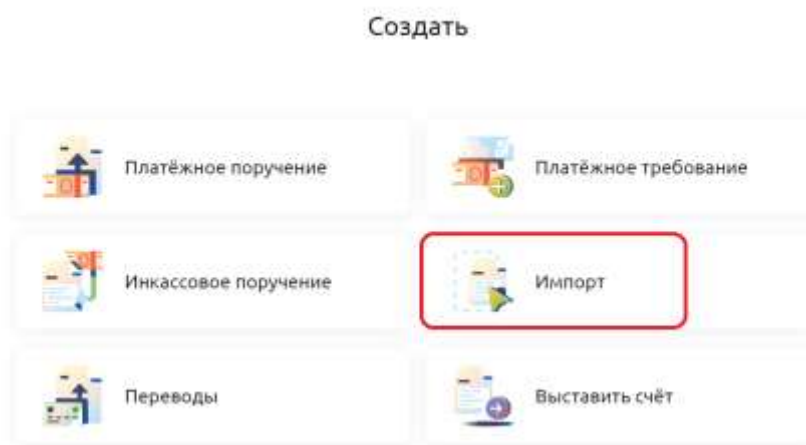 Создать
Платёжное поручение
Платёжное требование
Инкассовое поручение
Импорт
Переводы
Выставить счёт